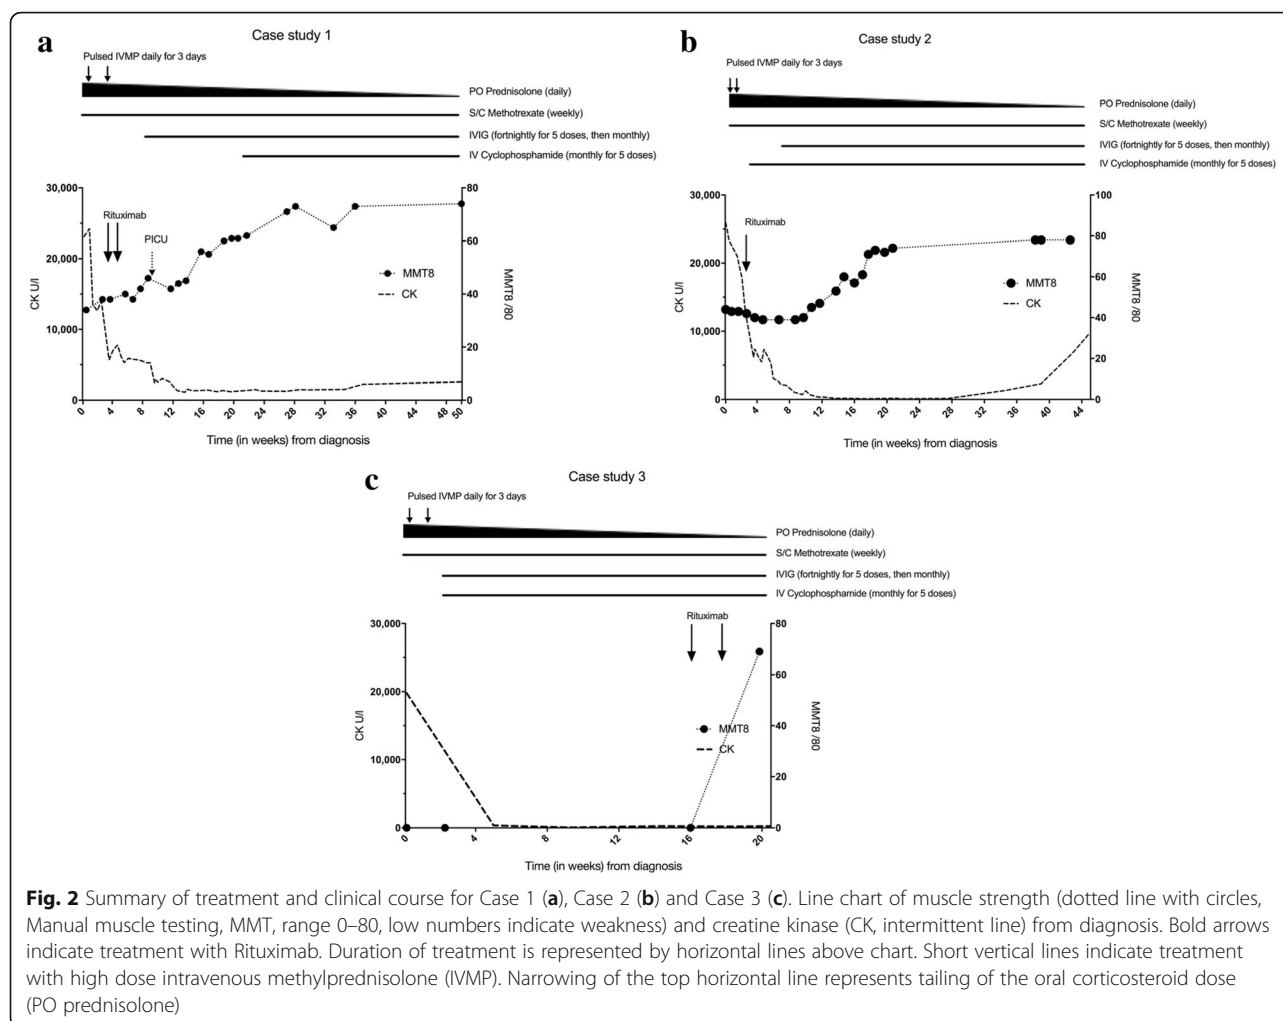 a
Case study 1
Pulsed IVMP daily for 3 days
PO Prednisolone (daily)
S/C Methotrexate (weekly)
IVIG (fortnightly for 5 doses, then monthly)
IV Cyclophosphamide (monthly for 5 doses)
30,000
20,000
10,000
0
CK U/l
Rituximab
PICU
MMT8
CK
80
60
40
20
0
MMT8 /80
0 4 8 12 16 20 24 28 32 36 40 44 48 50
Time (in weeks) from diagnosis
b
Case study 2
Pulsed IVMP daily for 3 days
PO Prednisolone (daily)
S/C Methotrexate (weekly)
IVIG (fortnightly for 5 doses, then monthly)
IV Cyclophosphamide (monthly for 5 doses)
30,000
20,000
10,000
0
CK U/l
Rituximab
MMT8
CK
100
80
60
40
20
0
MMT8 /80
0 4 8 12 16 20 28 36 40 44
Time (in weeks) from diagnosis
c
Case study 3
Pulsed IVMP daily for 3 days
PO Prednisolone (daily)
S/C Methotrexate (weekly)
IVIG (fortnightly for 5 doses, then monthly)
IV Cyclophosphamide (monthly for 5 doses)
30,000
20,000
10,000
0
CK U/l
Rituximab
MMT8
CK
80
60
40
20
0
MMT8 /80
0 4 8 12 16 20
Time (in weeks) from diagnosis
Fig. 2 Summary of treatment and clinical course for Case 1 (a), Case 2 (b) and Case 3 (c). Line chart of muscle strength (dotted line with circles,
Manual muscle testing, MMT, range 0–80, low numbers indicate weakness) and creatine kinase (CK, intermittent line) from diagnosis. Bold arrows
indicate treatment with Rituximab. Duration of treatment is represented by horizontal lines above chart. Short vertical lines indicate treatment
with high dose intravenous methylprednisolone (IVMP). Narrowing of the top horizontal line represents tailing of the oral corticosteroid dose
(PO prednisolone)